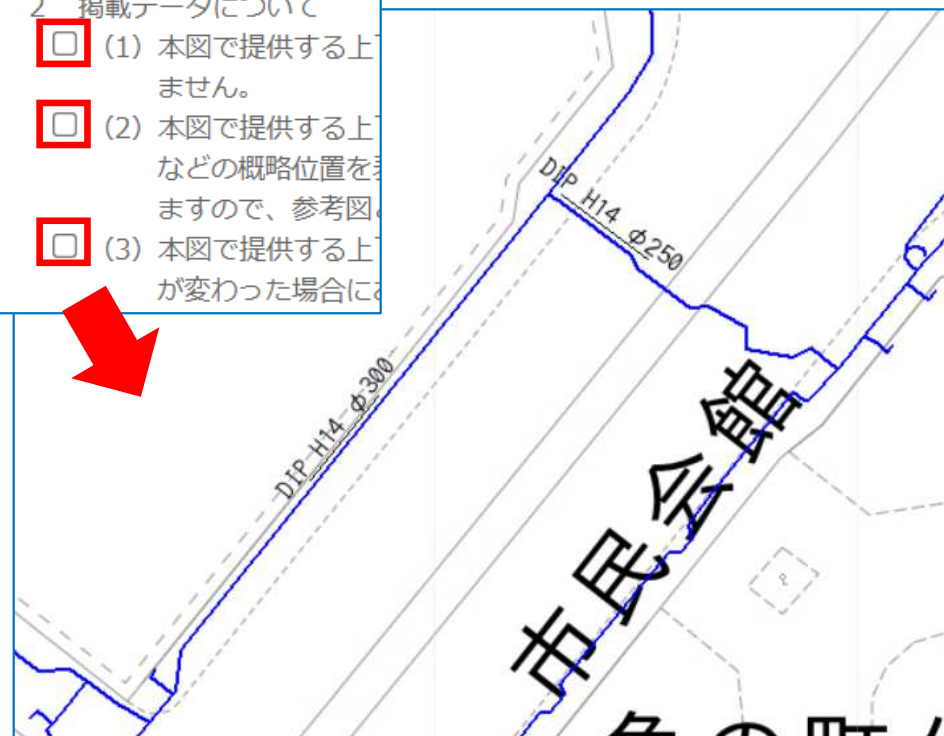 2 掲載データについて
(1) 本図で提供する上
ません。
(2) 本図で提供する上
などの概略位置を
ますので、参考図
(3) 本図で提供する上
が変わった場合に
DIP H14 φ250
DIP H14 φ300
市民会館